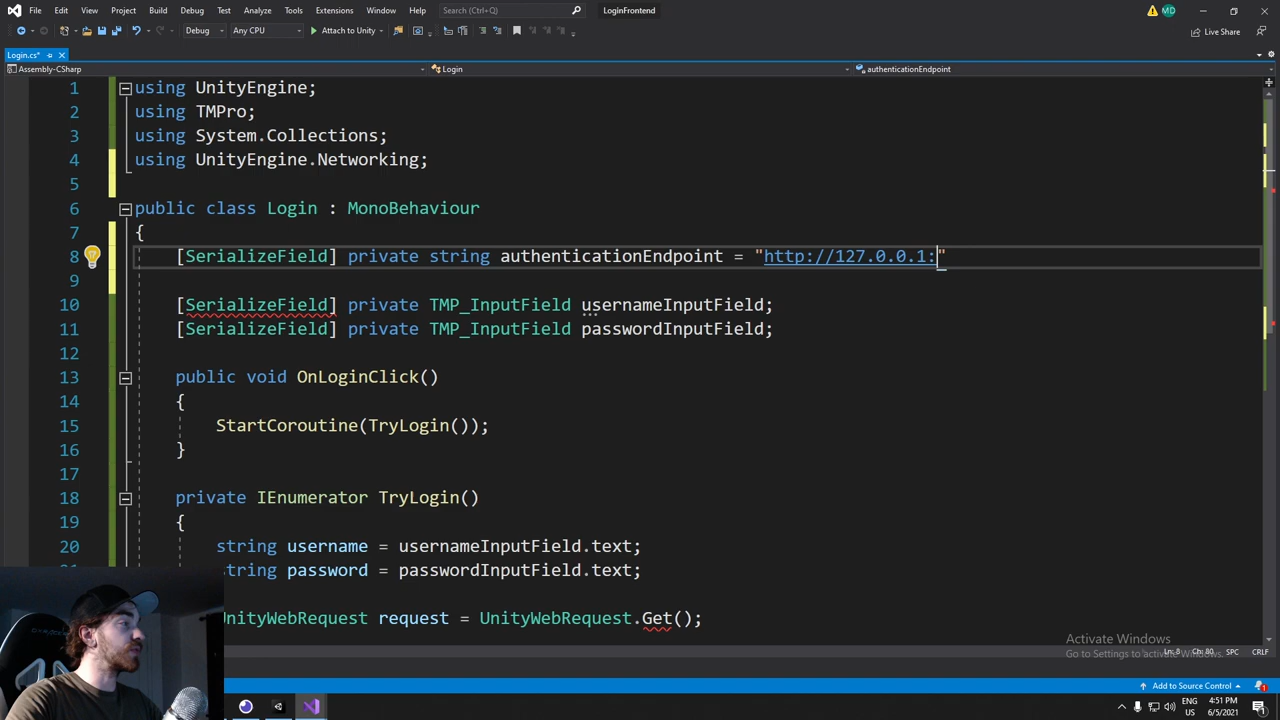 File Edit View Project Build Debug Test Analyze Tools Extensions Window Help Search (Ctrl+Q) LoginFrontend MD
Debug Any CPU Attach to Unity Live Share
Login.cs*
Assembly-CSharp Login authenticationEndpoint
1 using UnityEngine;
2 using TMPro;
3 using System.Collections;
4 using UnityEngine.Networking;
5
6 public class Login : MonoBehaviour
7 {
8 [SerializeField] private string authenticationEndpoint = "http://127.0.0.1:"
9
10 [SerializeField] private TMP_InputField usernameInputField;
11 [SerializeField] private TMP_InputField passwordInputField;
12
13 public void OnLoginClick()
14 {
15 StartCoroutine(TryLogin());
16 }
17
18 private IEnumerator TryLogin()
19 {
20 string username = usernameInputField.text;
string password = passwordInputField.text;
UnityWebRequest request = UnityWebRequest.Get();
Activate Windows
Go to Settings to activate Windows.
Ln: 8 Ch: 80 SPC CRLF
Add to Source Control 1
ENG 4:51 PM
US 6/5/2021 1